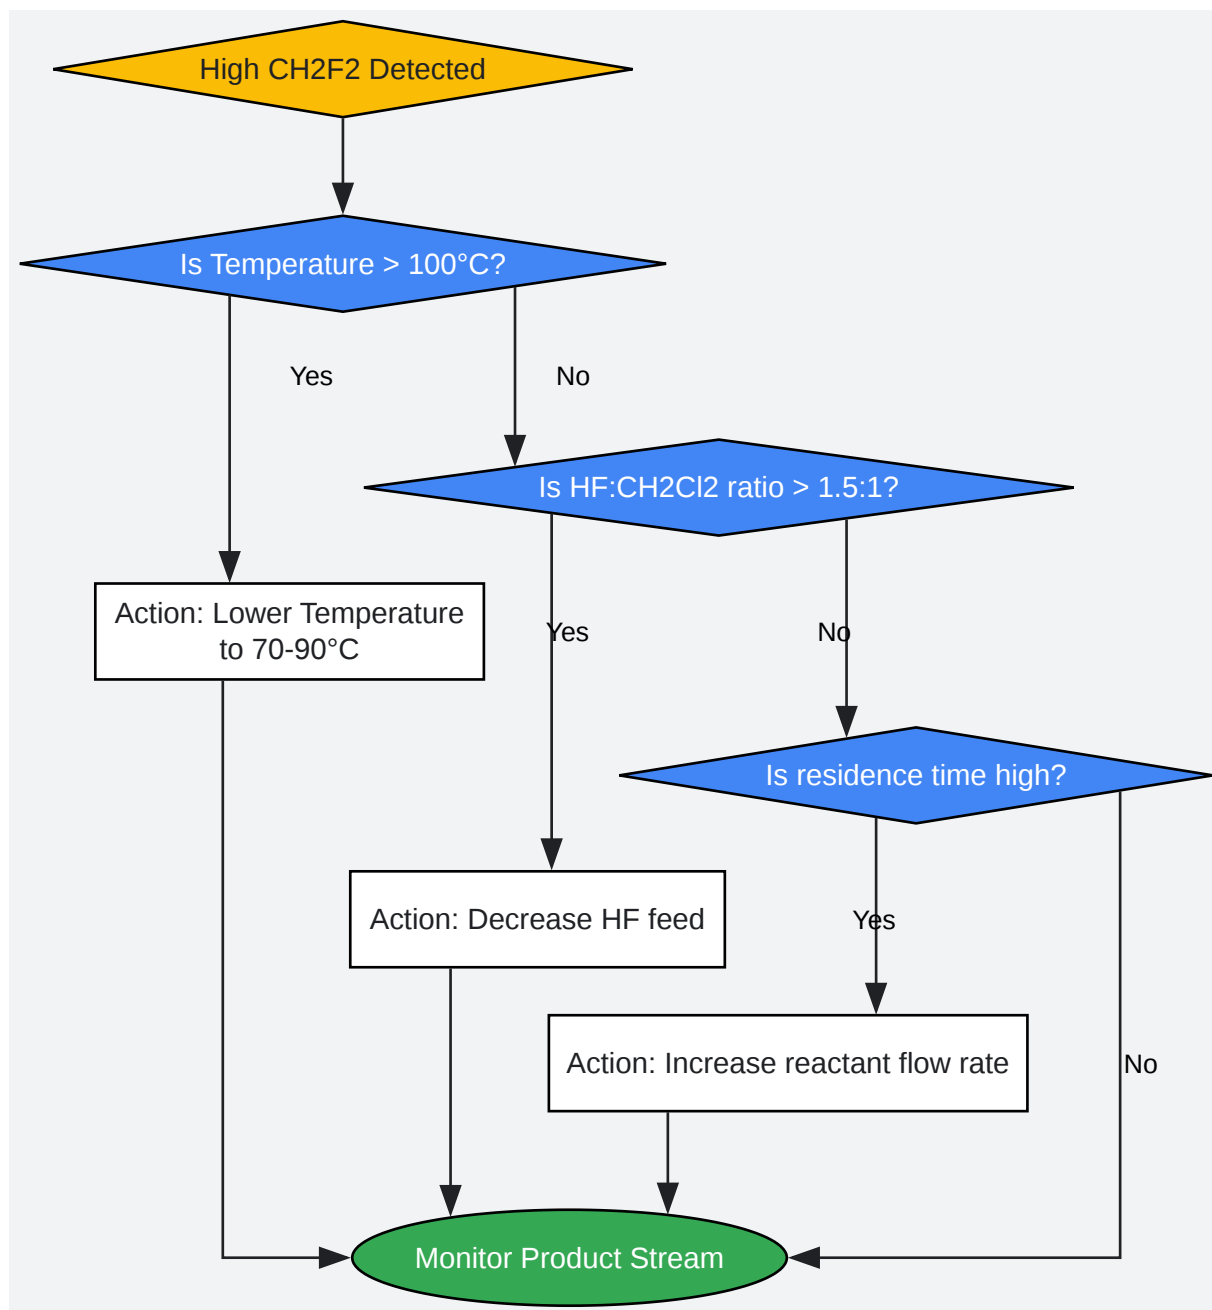 High CH2F2 Detected
Is Temperature > 100°C?
Yes
No
Is HF:CH2Cl2 ratio > 1.5:1?
Action: Lower Temperature
to 70-90°C
Yes
No
Is residence time high?
Action: Decrease HF feed
Yes
Action: Increase reactant flow rate
No
Monitor Product Stream